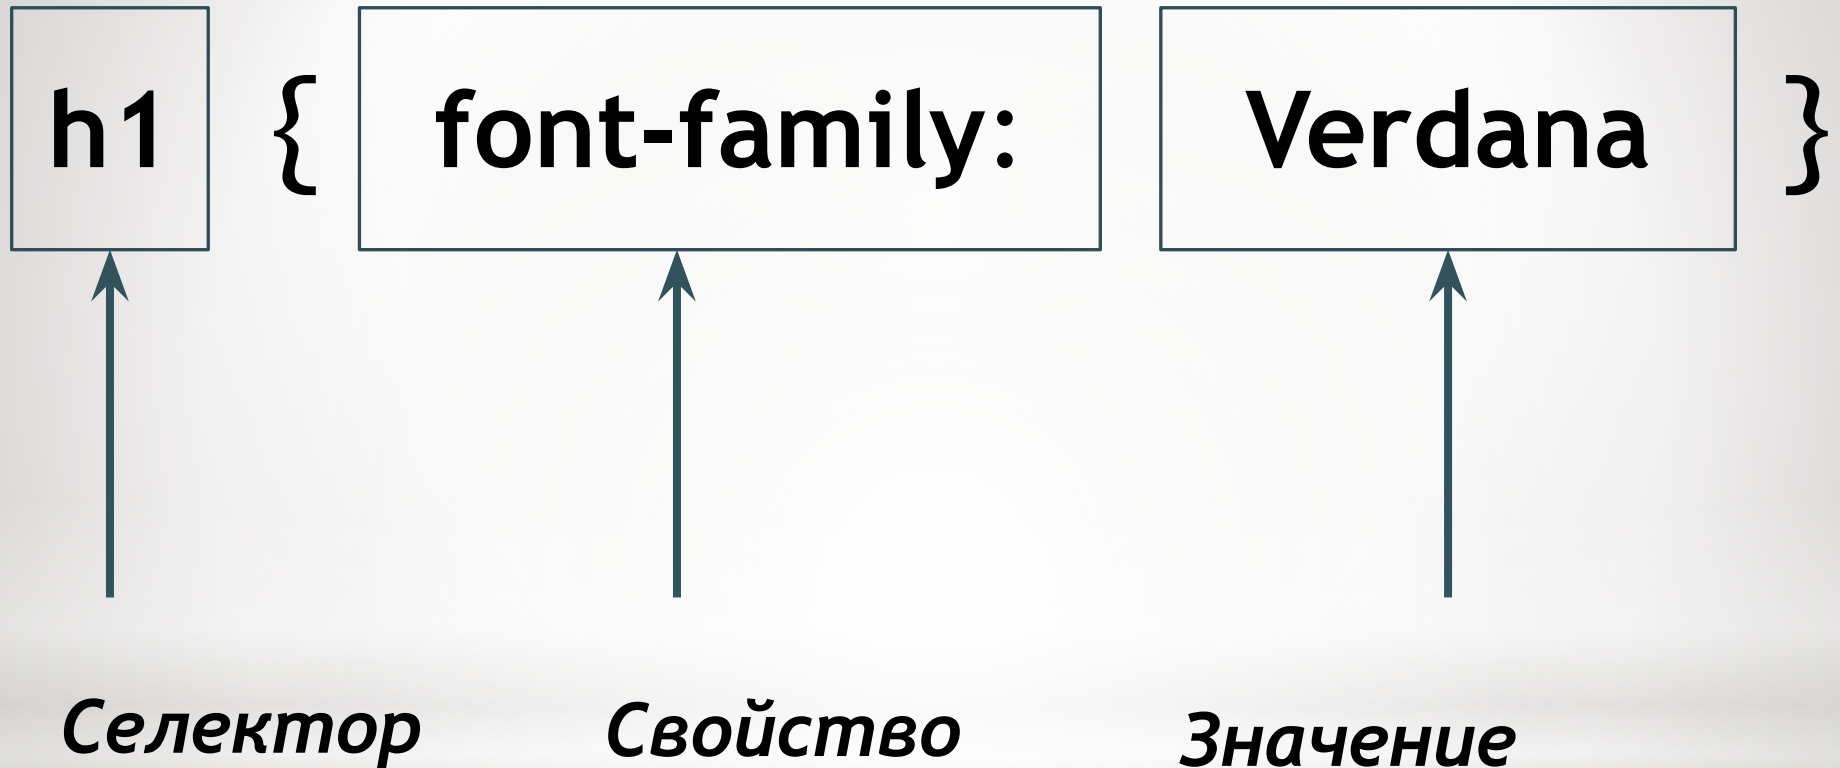 h1 { font-family: Verdana }
Селектор Свойство Значение